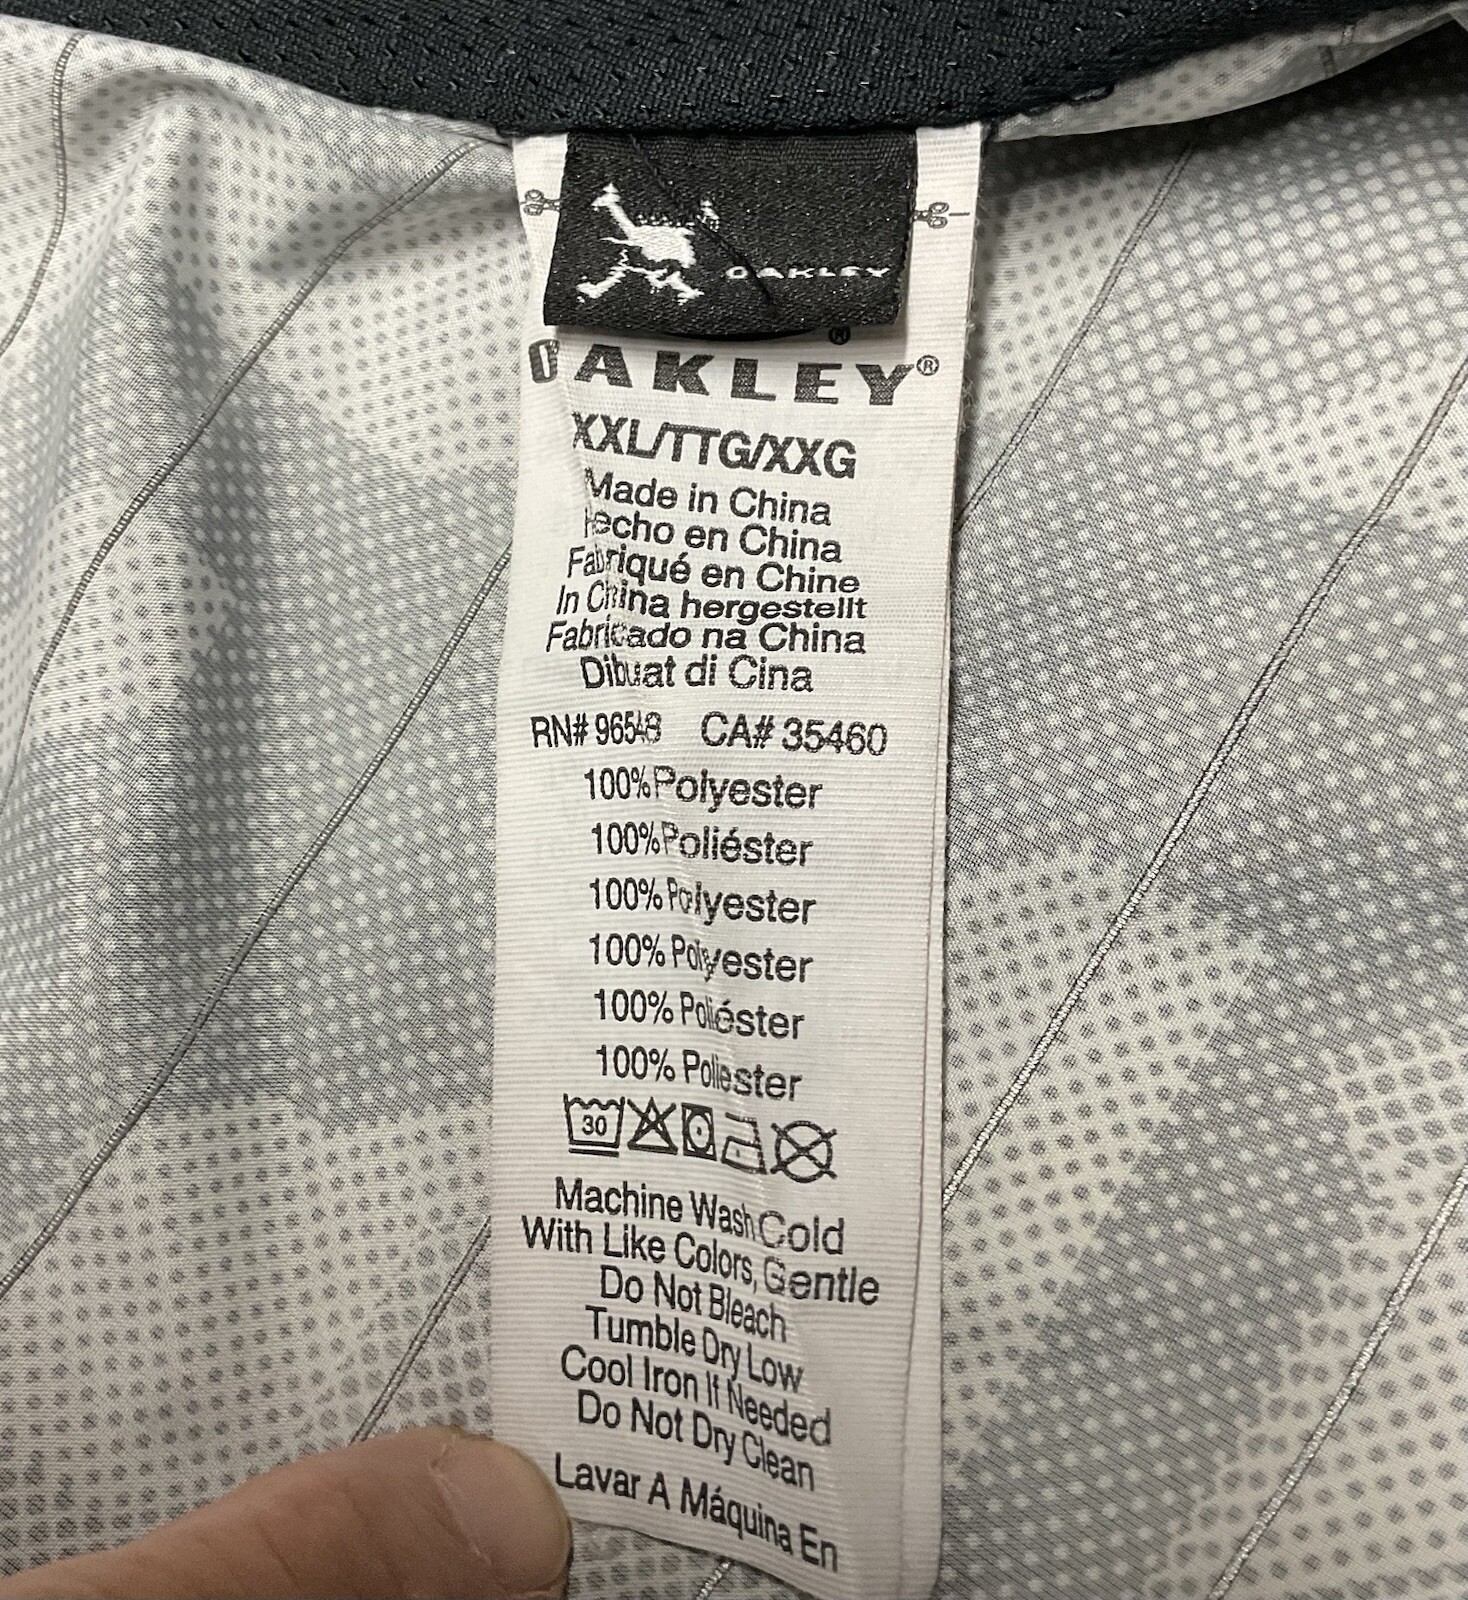 OAKLEY
®
OAKLEY®
XXL/TTG/XXG
Made in China
Hecho en China
Fabriqué en Chine
In China hergestellt
Fabricado na China
Dibuat di Cina
RN# 96548 CA# 35460
100% Polyester
100% Poliéster
100% Polyester
100% Polyester
100% Poliéster
100% Poliester
30
Machine Wash Cold
With Like Colors, Gentle
Do Not Bleach
Tumble Dry Low
Cool Iron If Needed
Do Not Dry Clean
Lavar A Máquina En